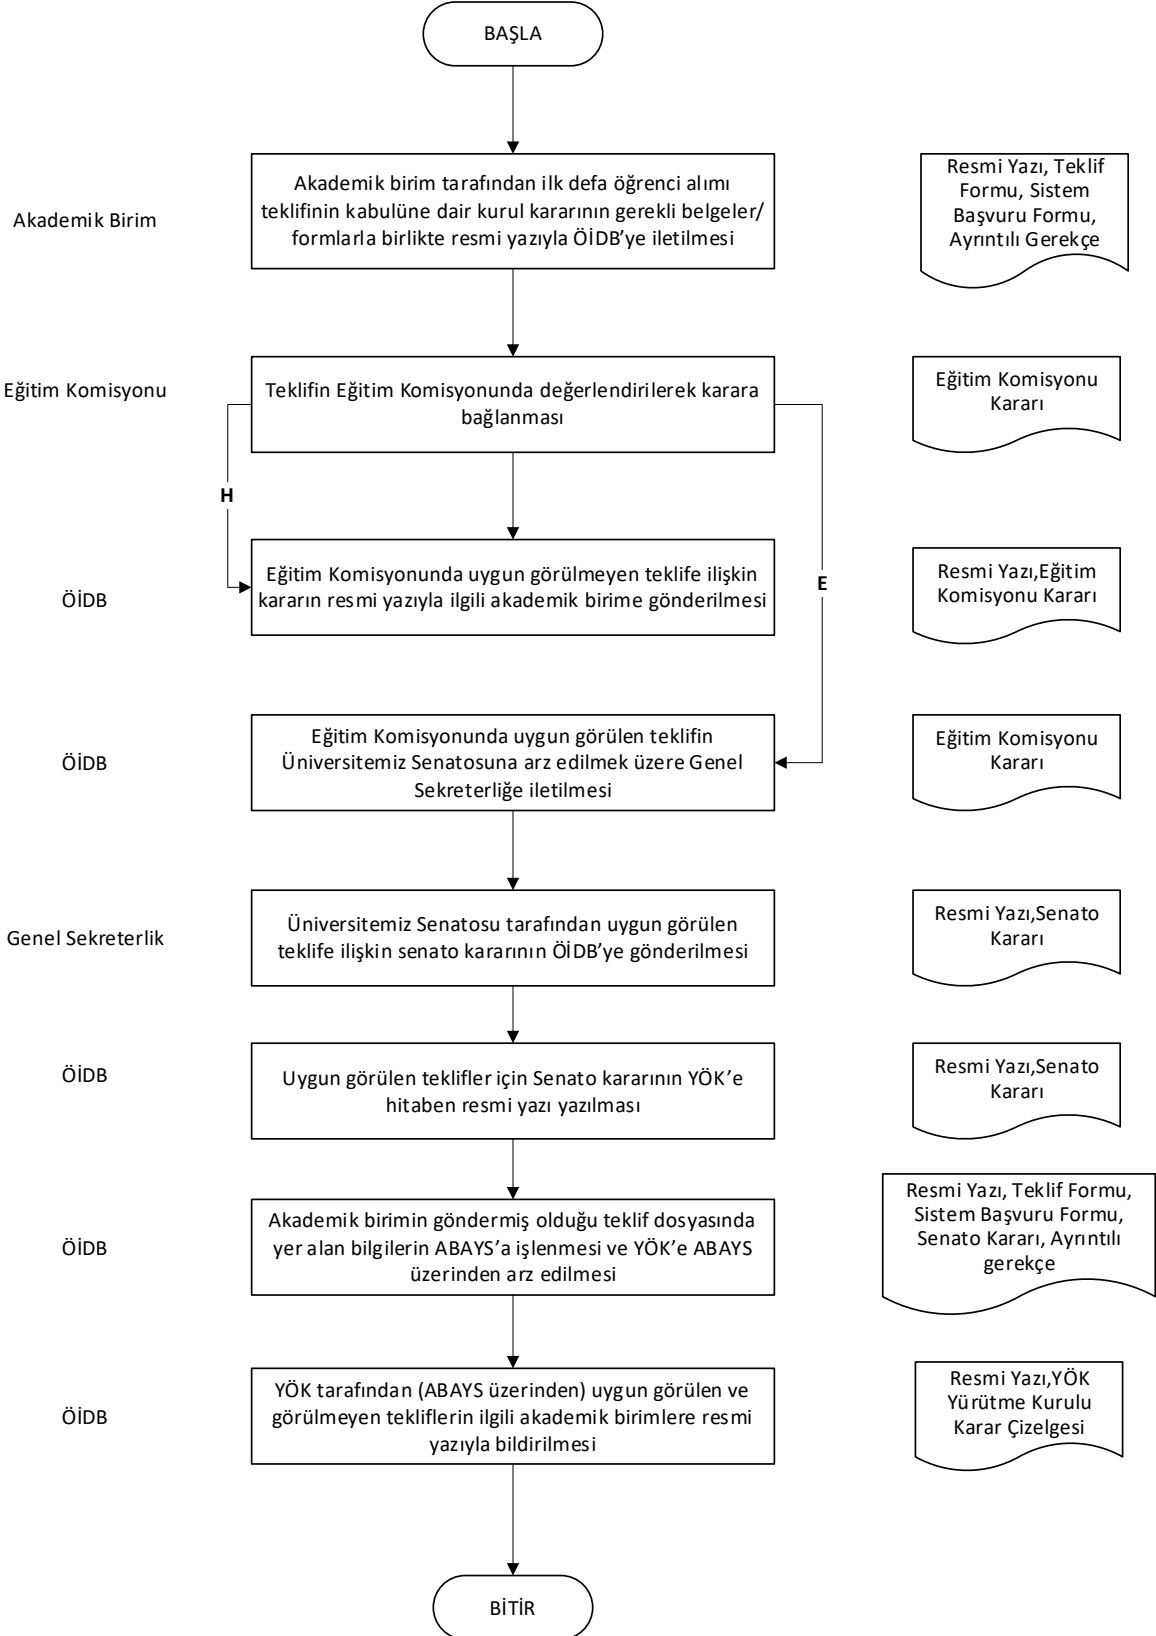 BAŞLA
Akademik Birim
Akademik birim tarafından ilk defa öğrenci alımı
teklifinin kabulüne dair kurul kararının gerekli belgeler/
formlarla birlikte resmi yazıyla ÖİDB’ye iletilmesi
Resmi Yazı, Teklif
Formu, Sistem
Başvuru Formu,
Ayrıntılı Gerekçe
Eğitim Komisyonu
Teklifin Eğitim Komisyonunda değerlendirilerek karara
bağlanması
Eğitim Komisyonu
Kararı
H
E
ÖİDB
Eğitim Komisyonunda uygun görülmeyen teklife ilişkin
kararın resmi yazıyla ilgili akademik birime gönderilmesi
Resmi Yazı,Eğitim
Komisyonu Kararı
ÖİDB
Eğitim Komisyonunda uygun görülen teklifin
Üniversitemiz Senatosuna arz edilmek üzere Genel
Sekreterliğe iletilmesi
Eğitim Komisyonu
Kararı
Genel Sekreterlik
Üniversitemiz Senatosu tarafından uygun görülen
teklife ilişkin senato kararının ÖİDB’ye gönderilmesi
Resmi Yazı,Senato
Kararı
ÖİDB
Uygun görülen teklifler için Senato kararının YÖK’e
hitaben resmi yazı yazılması
Resmi Yazı,Senato
Kararı
ÖİDB
Akademik birimin göndermiş olduğu teklif dosyasında
yer alan bilgilerin ABAYS’a işlenmesi ve YÖK’e ABAYS
üzerinden arz edilmesi
Resmi Yazı, Teklif Formu,
Sistem Başvuru Formu,
Senato Kararı, Ayrıntılı
gerekçe
ÖİDB
YÖK tarafından (ABAYS üzerinden) uygun görülen ve
görülmeyen tekliflerin ilgili akademik birimlere resmi
yazıyla bildirilmesi
Resmi Yazı,YÖK
Yürütme Kurulu
Karar Çizelgesi
BİTİR